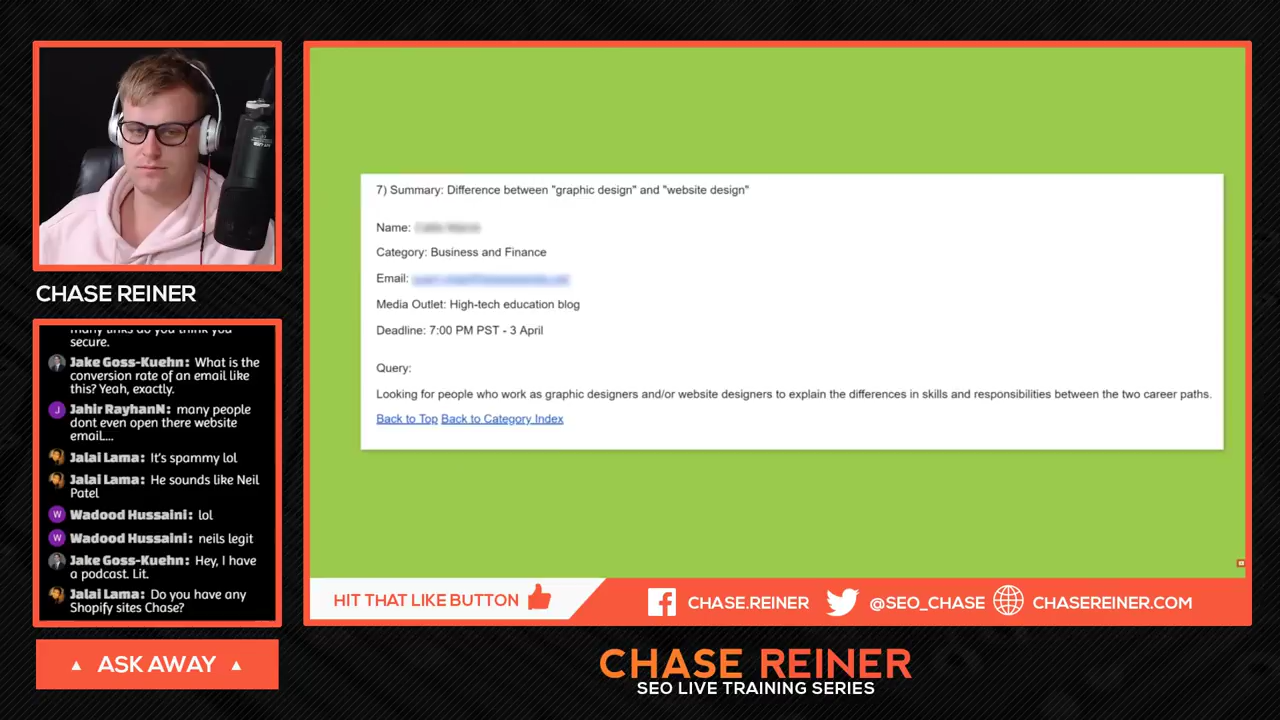 CHASE REINER
many links do you think you
secure.
Jake Goss-Kuehn: What is the
conversion rate of an email like
this? Yeah, exactly.
J Jahir RayhanN: many people
dont even open there website
email....
Jalai Lama: It's spammy lol
Jalai Lama: He sounds like Neil
Patel
W Wadood Hussaini: lol
W Wadood Hussaini: neils legit
Jake Goss-Kuehn: Hey, I have
a podcast. Lit.
Jalai Lama: Do you have any
Shopify sites Chase?
ASK AWAY
7) Summary: Difference between "graphic design" and "website design"
Name:
Category: Business and Finance
Email:
Media Outlet: High-tech education blog
Deadline: 7:00 PM PST - 3 April
Query:
Looking for people who work as graphic designers and/or website designers to explain the differences in skills and responsibilities between the two career paths.
Back to Top Back to Category Index
HIT THAT LIKE BUTTON CHASE.REINER @SEO_CHASE CHASEREINER.COM
CHASE REINER
SEO LIVE TRAINING SERIES